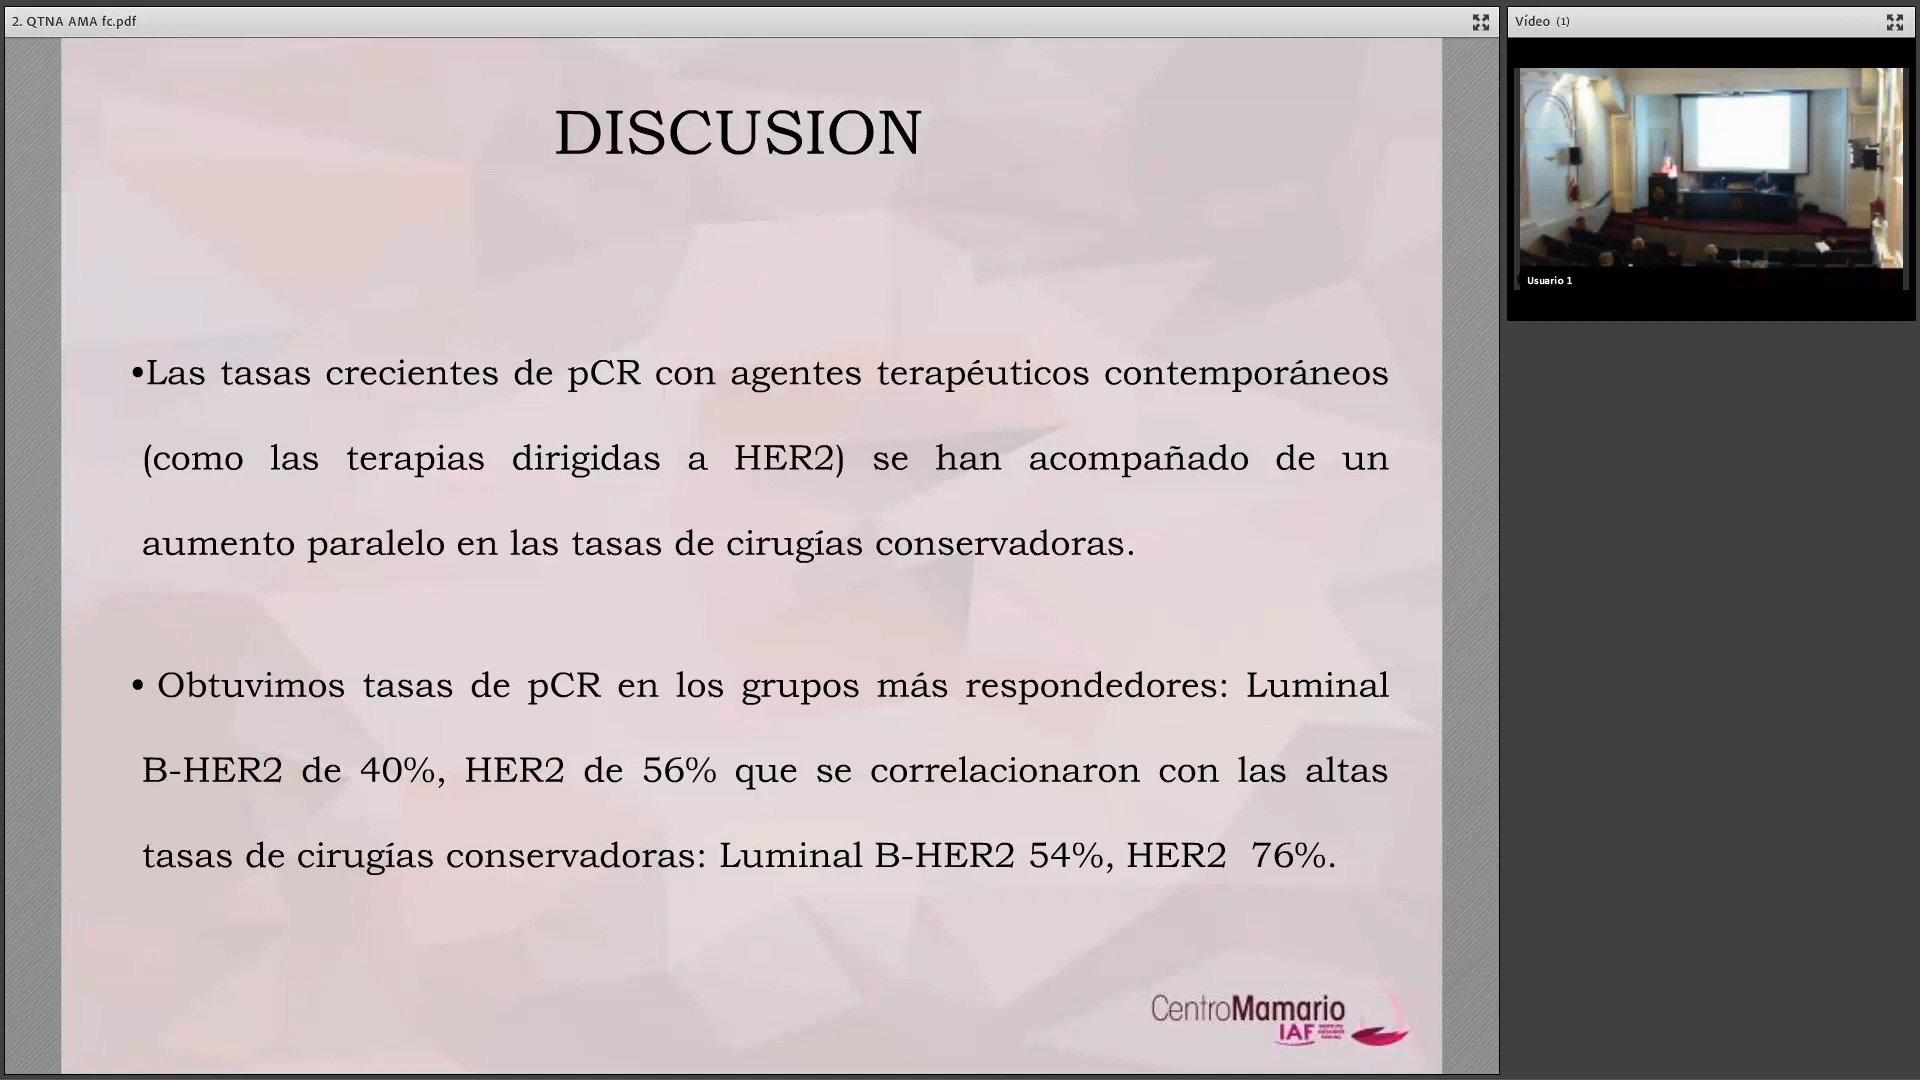 2. QTNA AMA fc.pdf
Vídeo (1)
DISCUSION
•Las tasas crecientes de pCR con agentes terapéuticos contemporáneos
(como las terapias dirigidas a HER2) se han acompañado de un
aumento paralelo en las tasas de cirugías conservadoras.
• Obtuvimos tasas de pCR en los grupos más respondedores: Luminal
B-HER2 de 40%, HER2 de 56% que se correlacionaron con las altas
tasas de cirugías conservadoras: Luminal B-HER2 54%, HER2 76%.
CentroMamario
IAF
Usuario 1